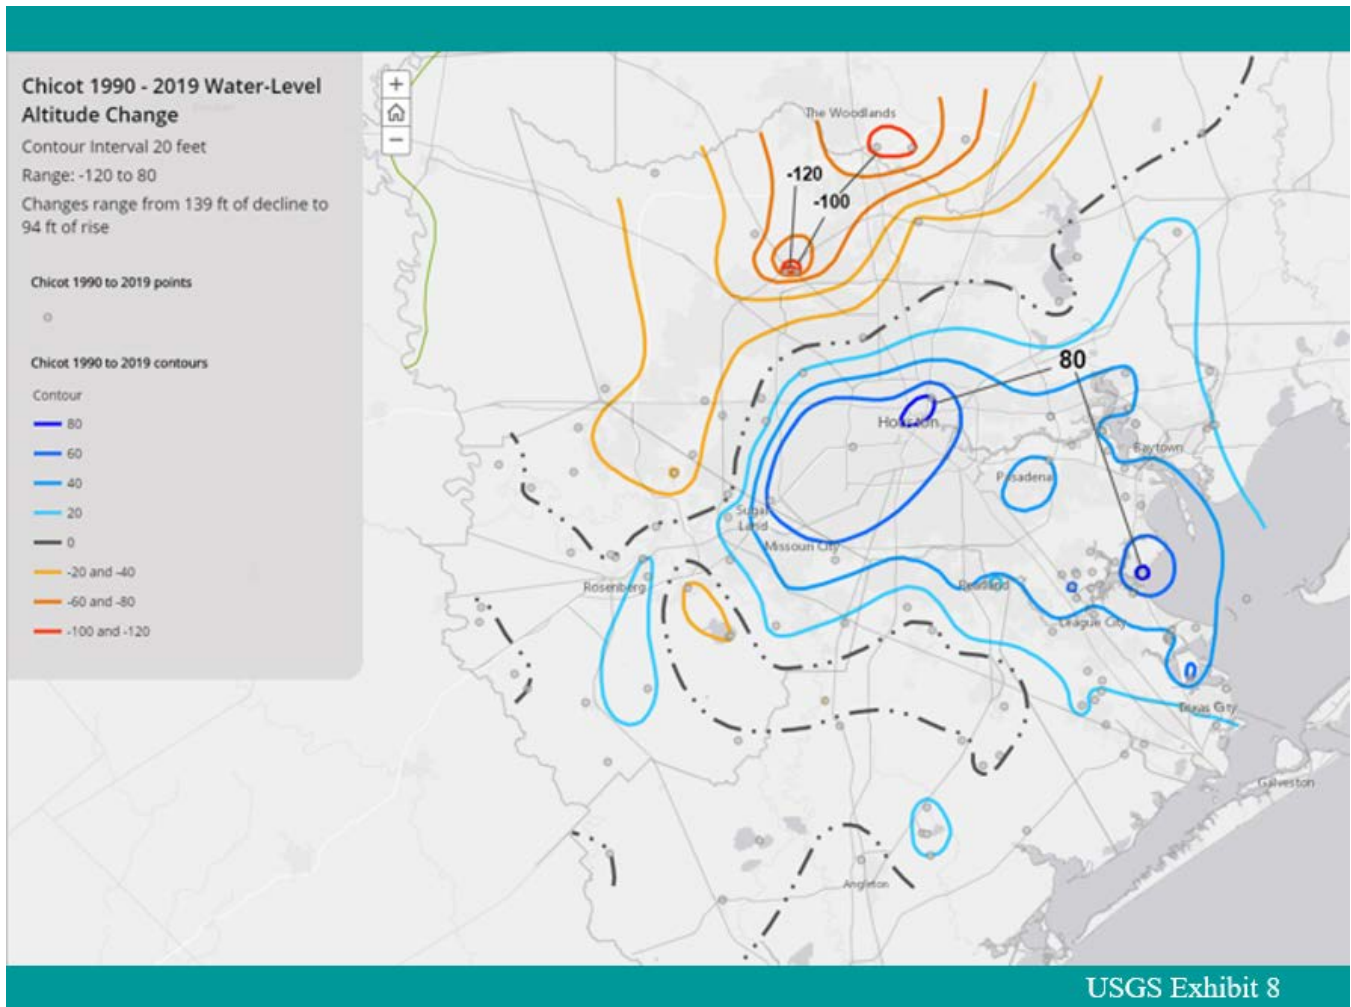 Chicot 1990 - 2019 Water-Level
Altitude Change
Contour Interval 20 feet
Range: -120 to 80
Changes range from 139 ft of decline to
94 ft of rise
Chicot 1990 to 2019 points
Chicot 1990 to 2019 contours
Contour
80
60
40
20
0
-20 and -40
-60 and -80
-100 and -120
+
−
The Woodlands
-120
-100
80
Houston
Baytown
Pasadena
Sugar
Land
Missouri City
Rosenberg
Pearland
League City
Texas City
Galveston
Angleton
USGS Exhibit 8